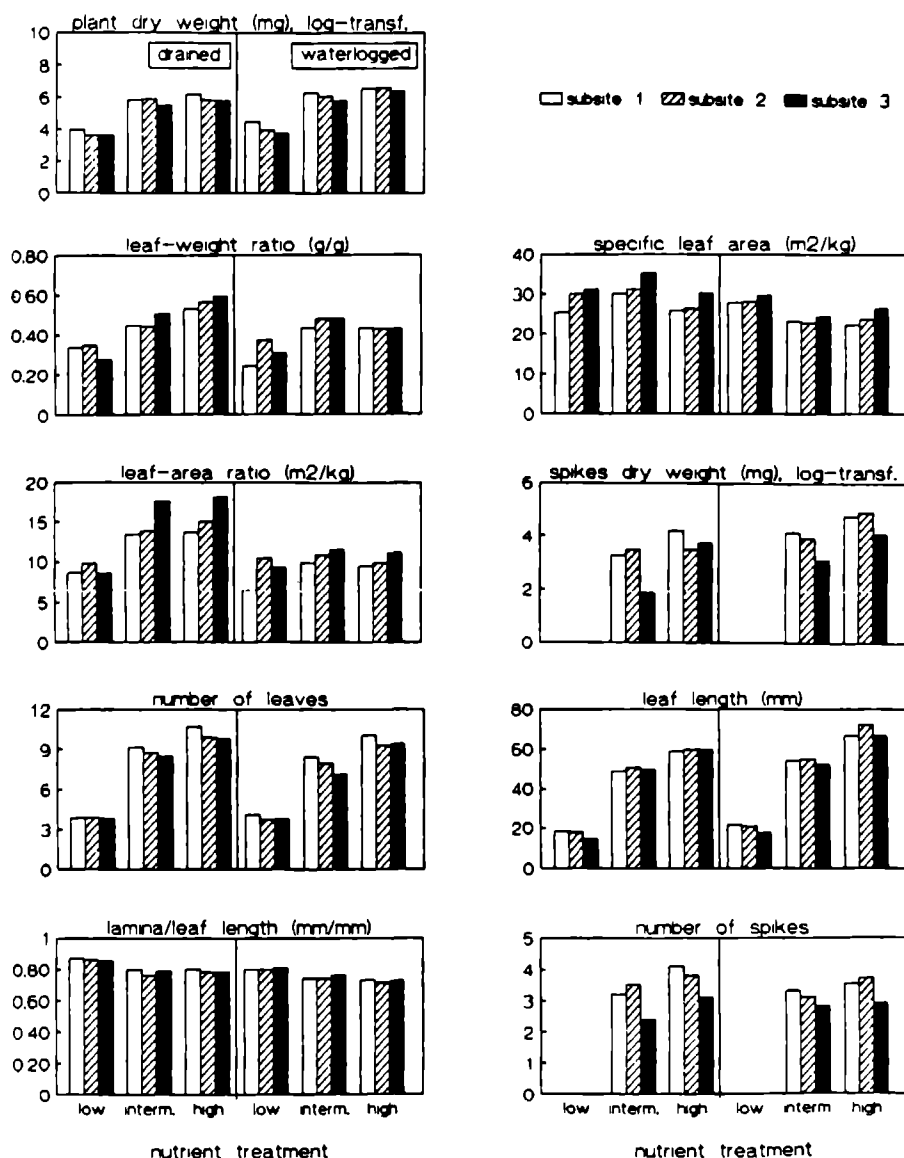 plant dry weight (mg), log-transf.
10
8
6
4
2
0
drained
waterlogged
subsite 1
subsite 2
subsite 3
leaf-weight ratio (g/g)
0.80
0.60
0.40
0.20
0
specific leaf area (m2/kg)
40
30
20
10
0
leaf-area ratio (m2/kg)
20
15
10
5
0
spikes dry weight (mg), log-transf.
6
4
2
0
number of leaves
12
9
6
3
0
leaf length (mm)
80
60
40
20
0
lamina/leaf length (mm/mm)
1
0.80
0.60
0.40
0.20
0
low interm. high low interm. high
nutrient treatment
number of spikes
5
4
3
2
1
0
low interm. high low interm high
nutrient treatment